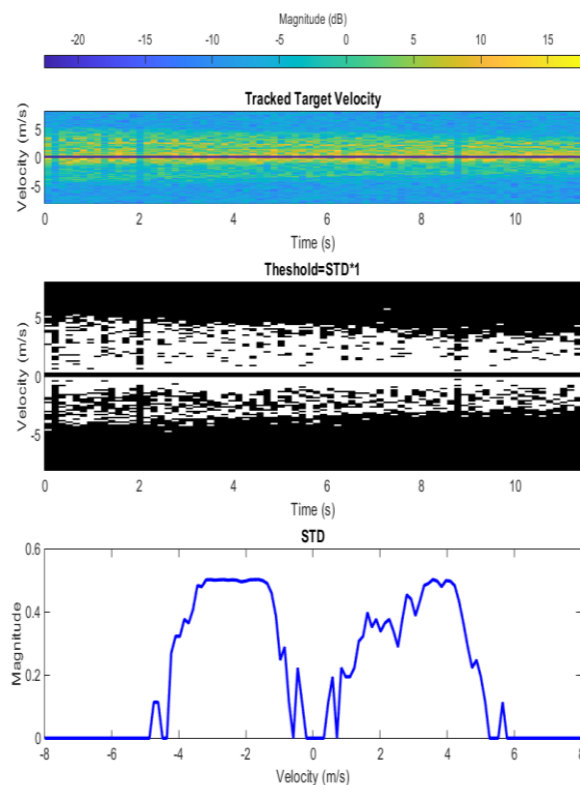 Magnitude (dB)
-20 -15 -10 -5 0 5 10 15
Tracked Target Velocity
Velocity (m/s)
5
0
-5
0 2 4 6 8 10
Time (s)
Theshold=STD*1
Velocity (m/s)
5
0
-5
0 2 4 6 8 10
Time (s)
STD
Magnitude
0.6
0.4
0.2
0
-8 -6 -4 -2 0 2 4 6 8
Velocity (m/s)